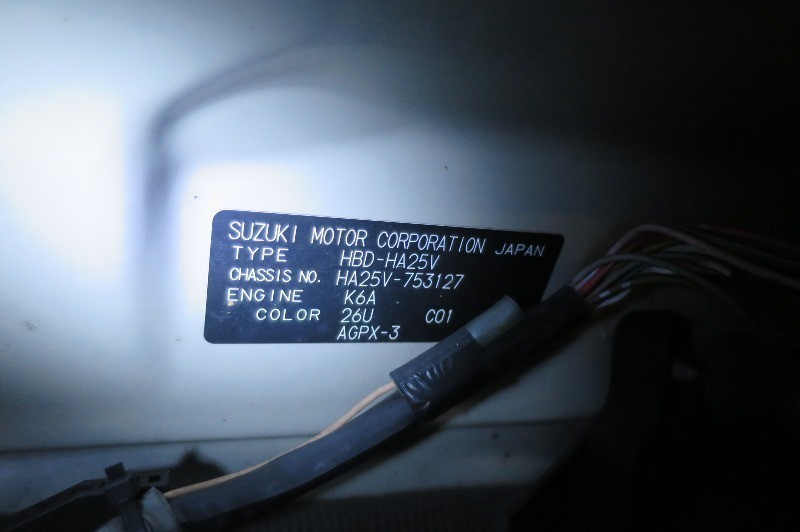 SUZUKI MOTOR CORPORATION JAPAN
TYPE HBD-HA25V
CHASSIS NO. HA25V-753127
ENGINE K6A
COLOR 26U C01
AGPX-3